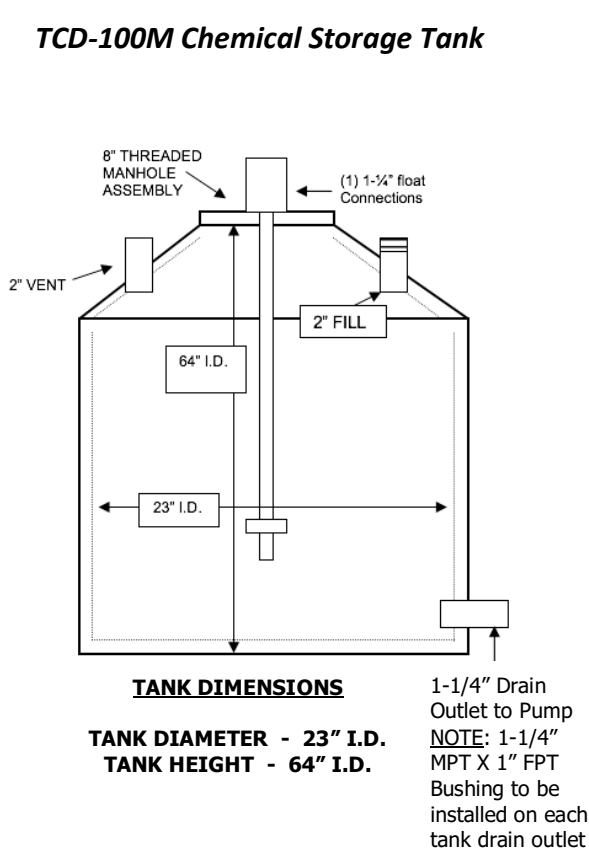 TCD-100M Chemical Storage Tank
8" THREADED
MANHOLE
ASSEMBLY
(1) 1-¼" float
Connections
2" VENT
2" FILL
64" I.D.
23" I.D.
TANK DIMENSIONS
TANK DIAMETER - 23" I.D.
TANK HEIGHT - 64" I.D.
1-1/4" Drain
Outlet to Pump
NOTE: 1-1/4"
MPT X 1" FPT
Bushing to be
installed on each
tank drain outlet